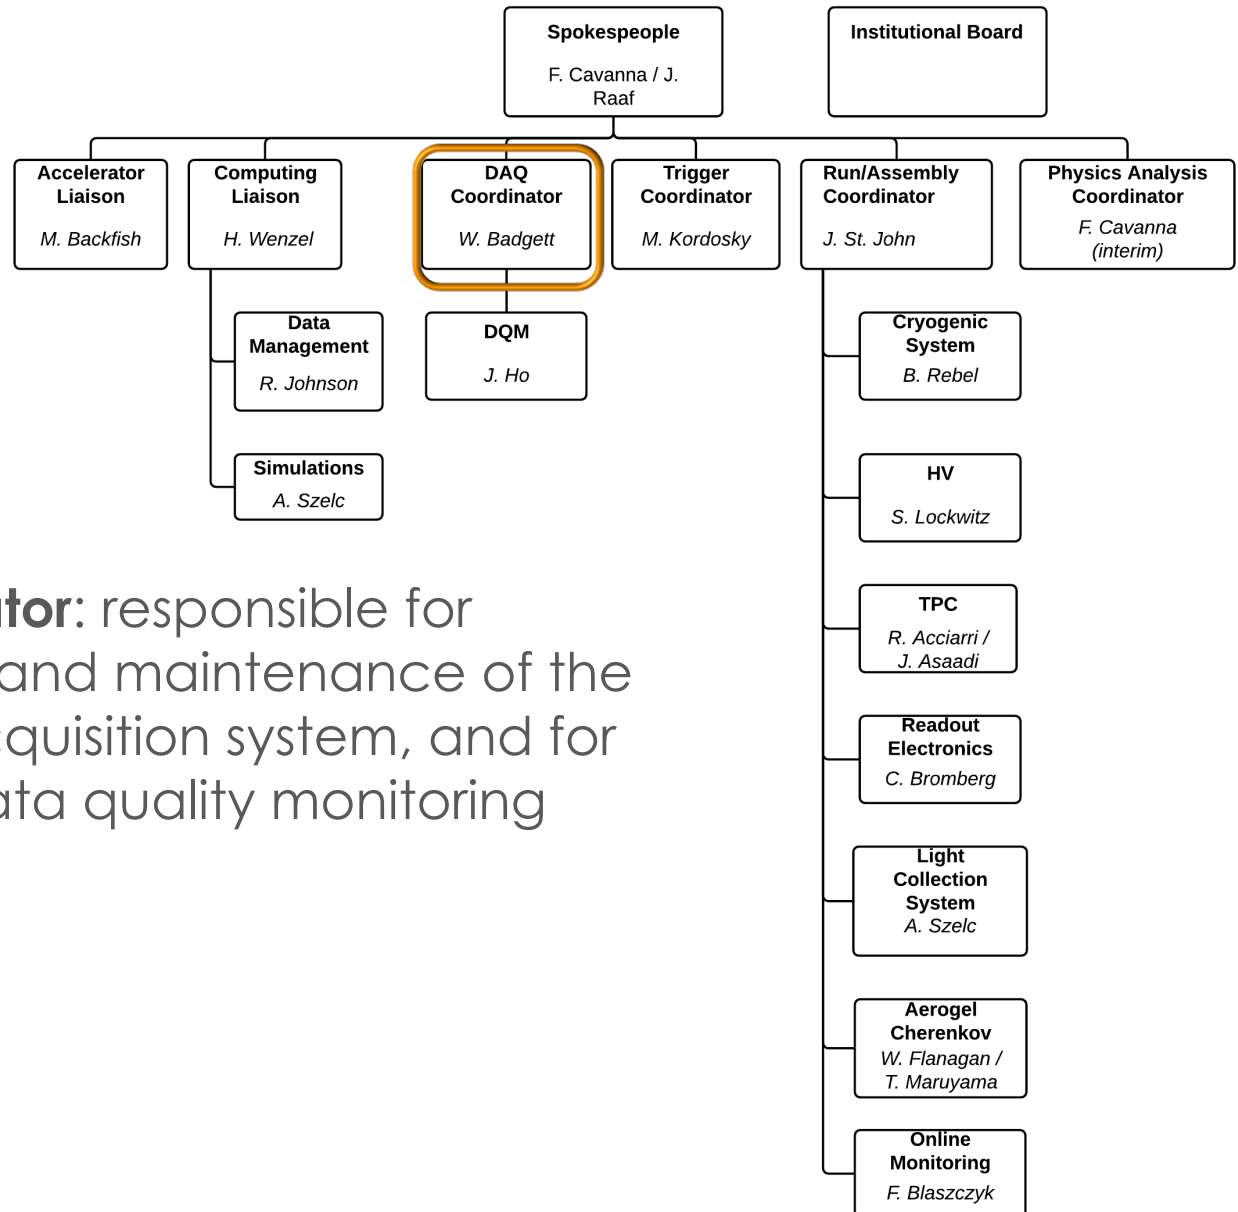 Spokespeople
F. Cavanna / J.
Raaf
Institutional Board
Accelerator
Liaison
M. Backfish
Computing
Liaison
H. Wenzel
DAQ
Coordinator
W. Badgett
Trigger
Coordinator
M. Kordosky
Run/Assembly
Coordinator
J. St. John
Physics Analysis
Coordinator
F. Cavanna
(interim)
Data
Management
R. Johnson
Simulations
A. Szelc
DQM
J. Ho
Cryogenic
System
B. Rebel
HV
S. Lockwitz
TPC
R. Acciarri /
J. Asaadi
Readout
Electronics
C. Bromberg
Light
Collection
System
A. Szelc
Aerogel
Cherenkov
W. Flanagan /
T. Maruyama
Online
Monitoring
F. Blaszczyk
: responsible for
and maintenance of the
system, and for
quality monitoring